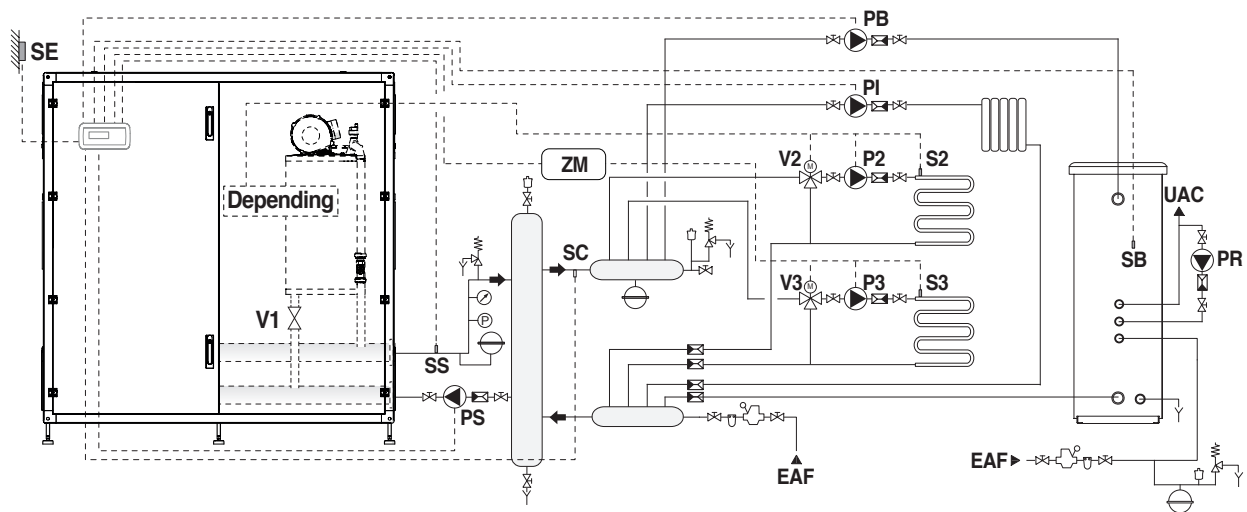 PB
SE
PI
ZM
V2
P2
S2
M
Depending
UAC
SC
SB
PR
V3
P3
S3
M
V1
P
SS
PS
EAF
EAF